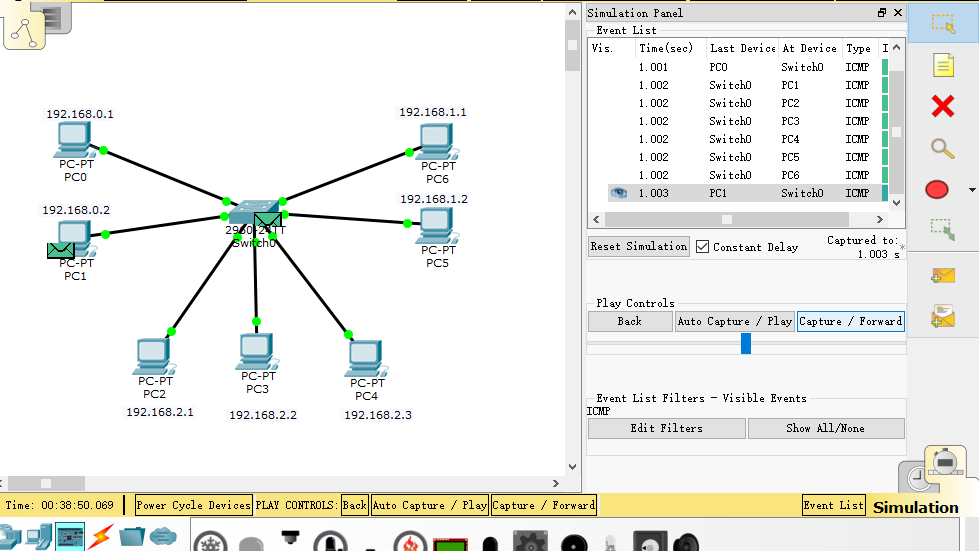 Simulation Panel
Event List
Vis. Time(sec) Last Device At Device Type I
1.001 PC0 Switch0 ICMP
1.002 Switch0 PC1 ICMP
1.002 Switch0 PC2 ICMP
1.002 Switch0 PC3 ICMP
1.002 Switch0 PC4 ICMP
1.002 Switch0 PC5 ICMP
1.002 Switch0 PC6 ICMP
1.003 PC1 Switch0 ICMP
Reset Simulation Constant Delay Captured to: *
1.003 s
Play Controls
Back Auto Capture / Play Capture / Forward
Event List Filters - Visible Events
ICMP
Edit Filters Show All/None
192.168.0.1
PC-PT
PC0
192.168.1.1
PC-PT
PC6
192.168.0.2
PC-PT
PC1
192.168.1.2
PC-PT
PC5
Switch0
PC-PT
PC2
192.168.2.1
PC-PT
PC3
192.168.2.2
PC-PT
PC4
192.168.2.3
Time: 00:38:50.069 Power Cycle Devices PLAY CONTROLS: Back Auto Capture / Play Capture / Forward Event List Simulation